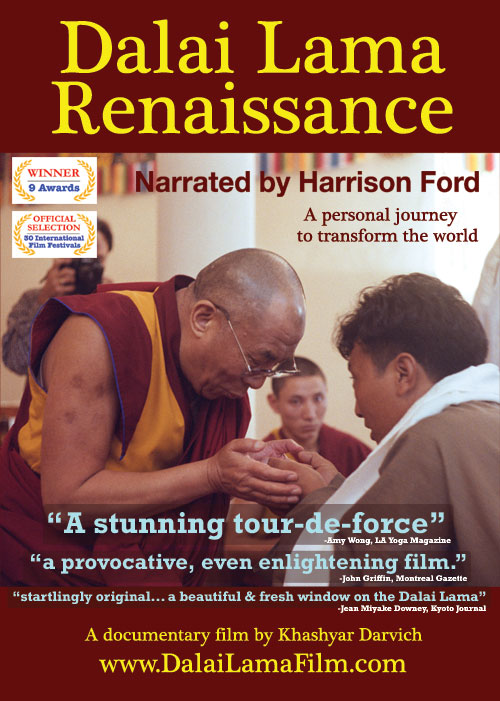 Dalai Lama
Renaissance
WINNER
9 Awards
OFFICIAL
SELECTION
30 International
Film Festivals
Narrated by Harrison Ford
A personal journey
to transform the world
“A stunning tour-de-force”
-Amy Wong, LA Yoga Magazine
“a provocative, even enlightening film.”
-John Griffin, Montreal Gazette
“startlingly original... a beautiful & fresh window on the Dalai Lama”
-Jean Miyake Downey, Kyoto Journal
A documentary film by Khashyar Darvich
www.DalaiLamaFilm.com